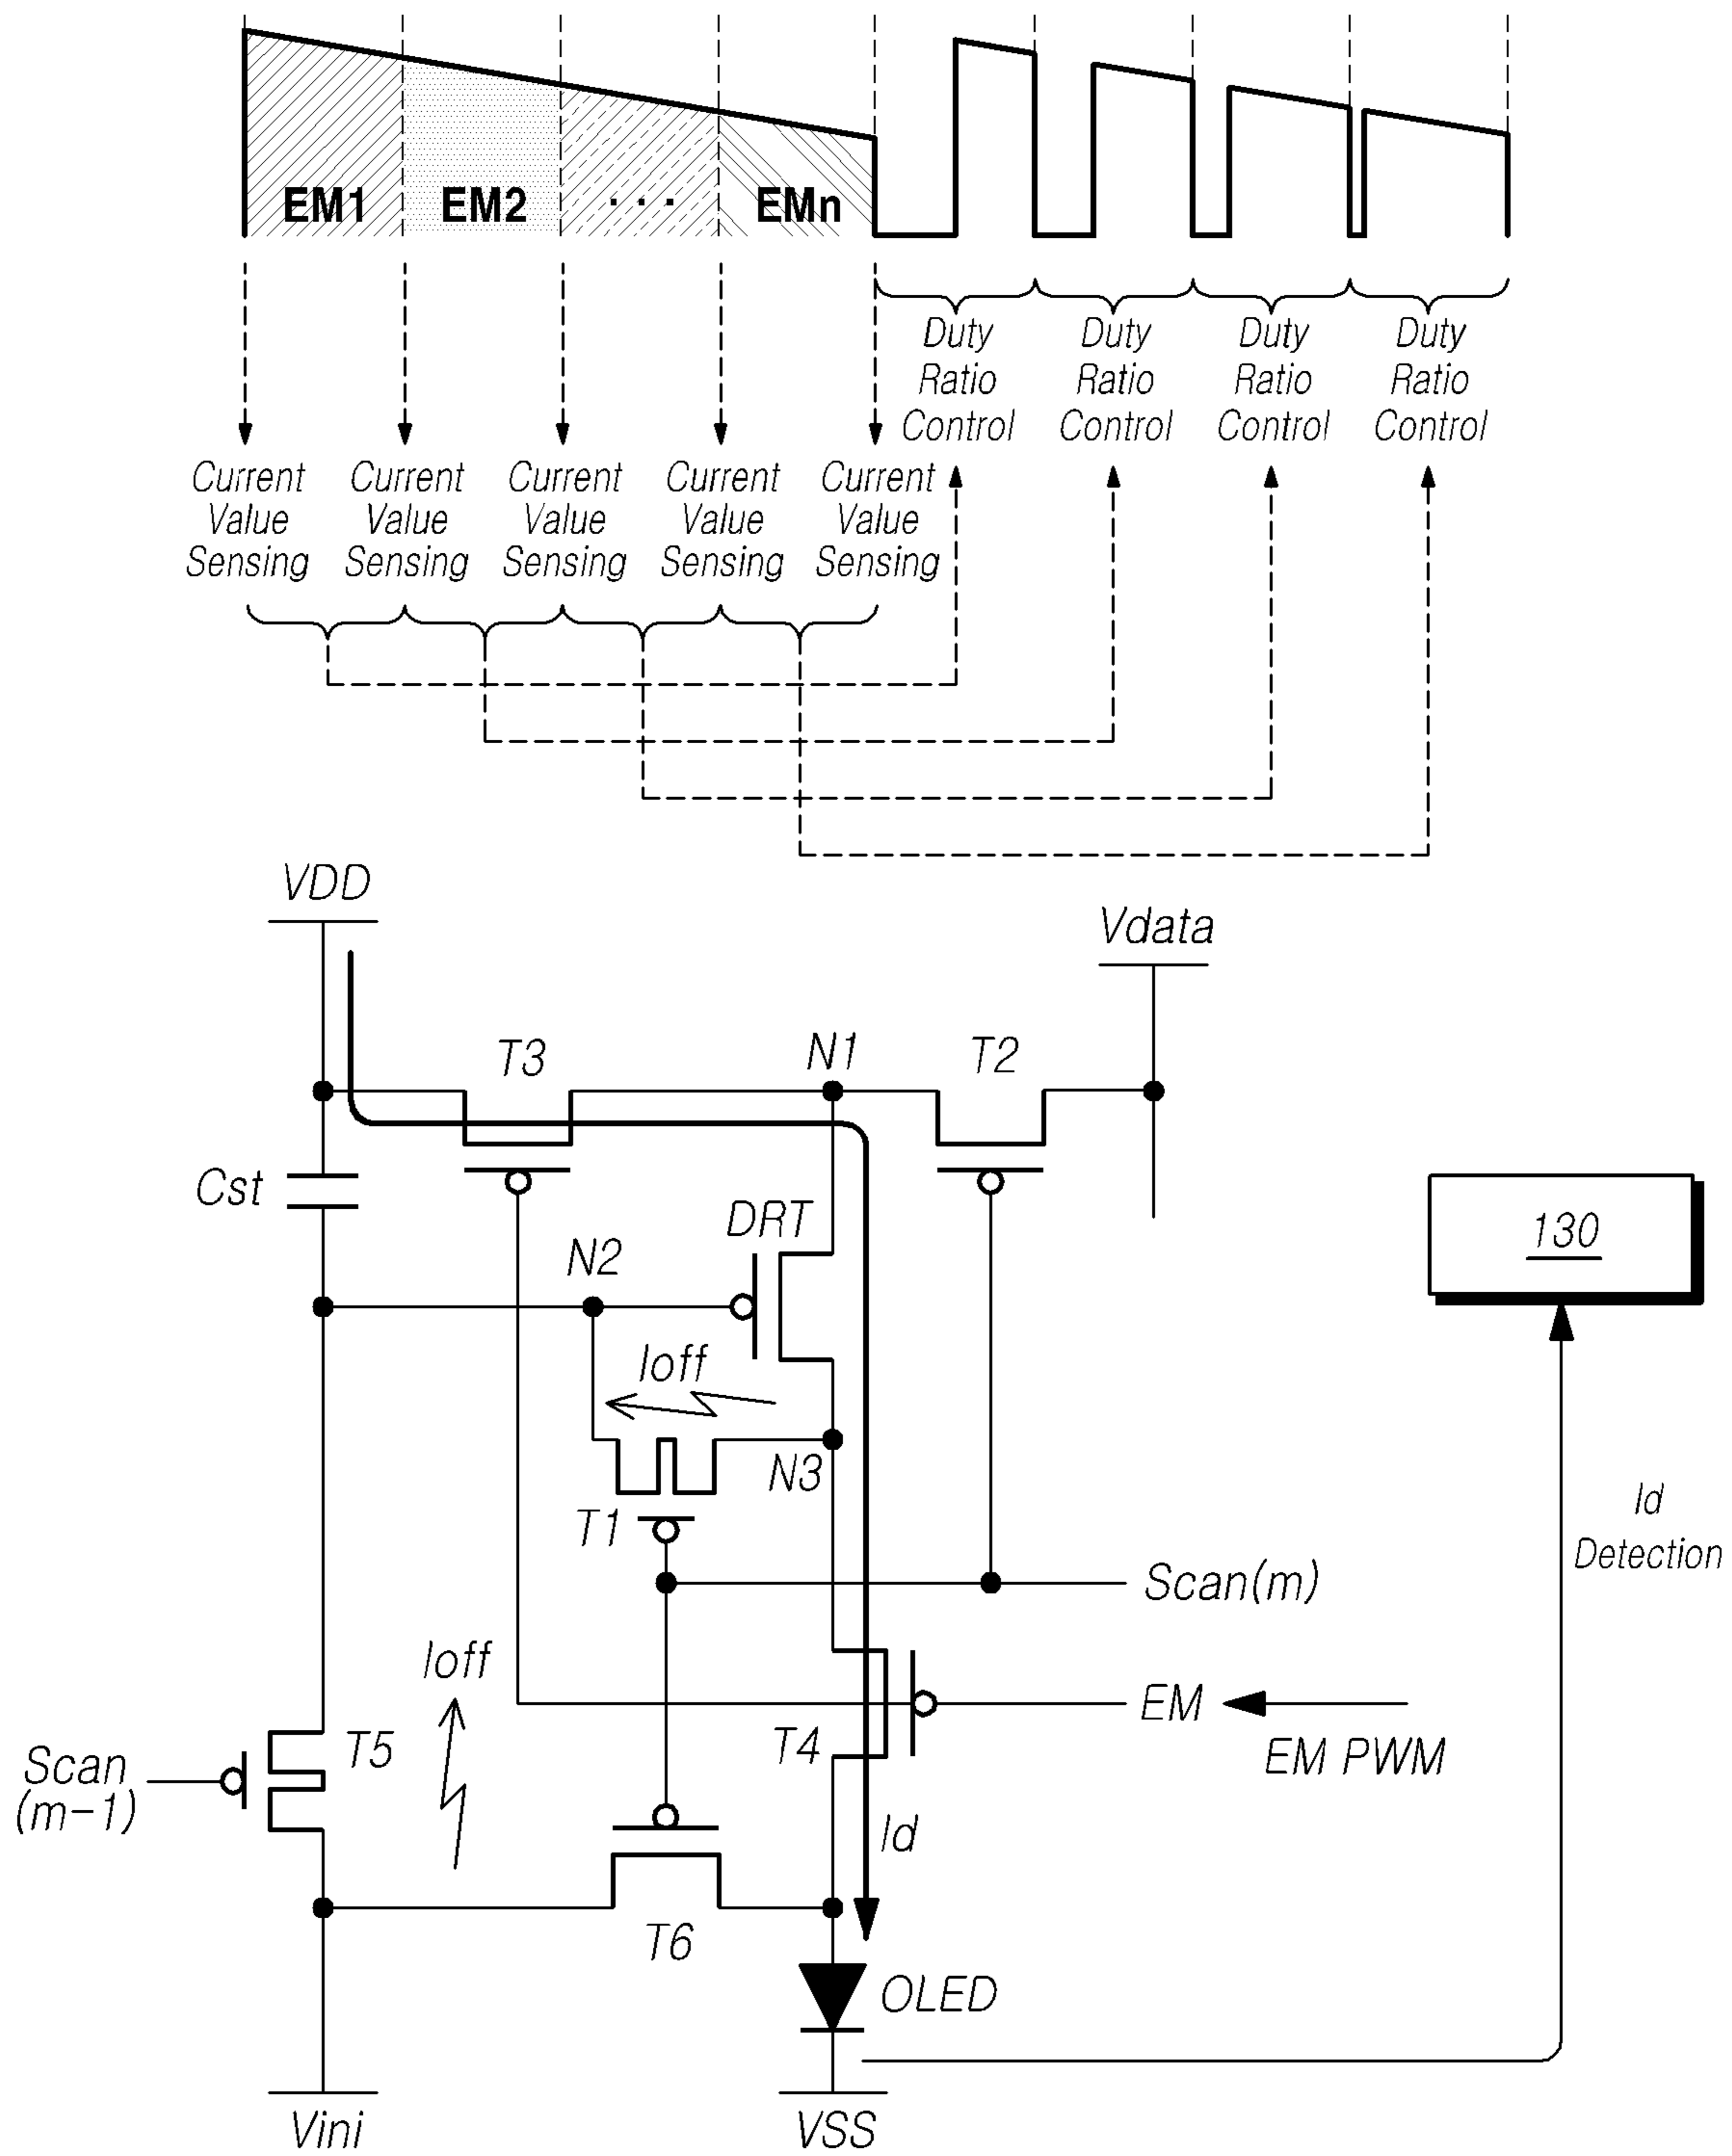 EM1 EM2 · · · EMn
Duty Duty Duty Duty
Ratio Ratio Ratio Ratio
Control Control Control Control
Current Current Current Current Current
Value Value Value Value Value
Sensing Sensing Sensing Sensing Sensing
VDD
Vdata
T3 N1 T2
Cst
DRT
N2
130
Ioff
N3
T1
Id
Detection
Scan(m)
Ioff
EM
T4
EM PWM
T5
Scan
(m-1)
Id
T6
OLED
Vini VSS